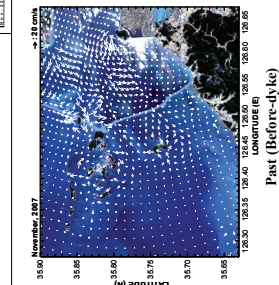 November, 2007
→ : 20 cm/s
35.90
35.85
35.80
35.75
35.70
35.65
LATITUDE (N)
126.30 126.35 126.40 126.45 126.50 126.55 126.60 126.65
LONGITUDE (E)
Past (Before-dyke)